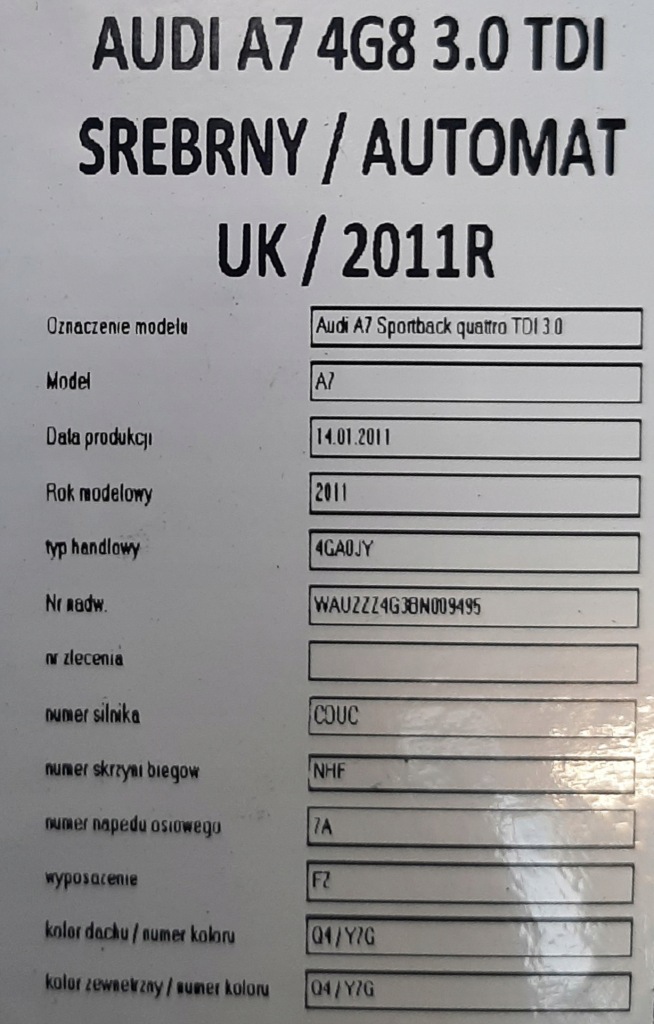 AUDI A7 4G8 3.0 TDI
SREBRNY / AUTOMAT
UK / 2011R
Oznaczenie modelu Audi A7 Sportback quattro TDI 3.0
Model A7
Data produkcji 14.01.2011
Rok modelowy 2011
typ handlowy 4GA0JY
Nr nadw. WAUZZZ4G3BN009495
nr zlecenia
numer silnika CDUC
numer skrzyni biegow NHF
numer napedu osiowego 7A
wyposazenie F7
kolor dachu / numer koloru Q4 / Y7G
kolor zewnetrzny / numer koloru Q4 / Y7G